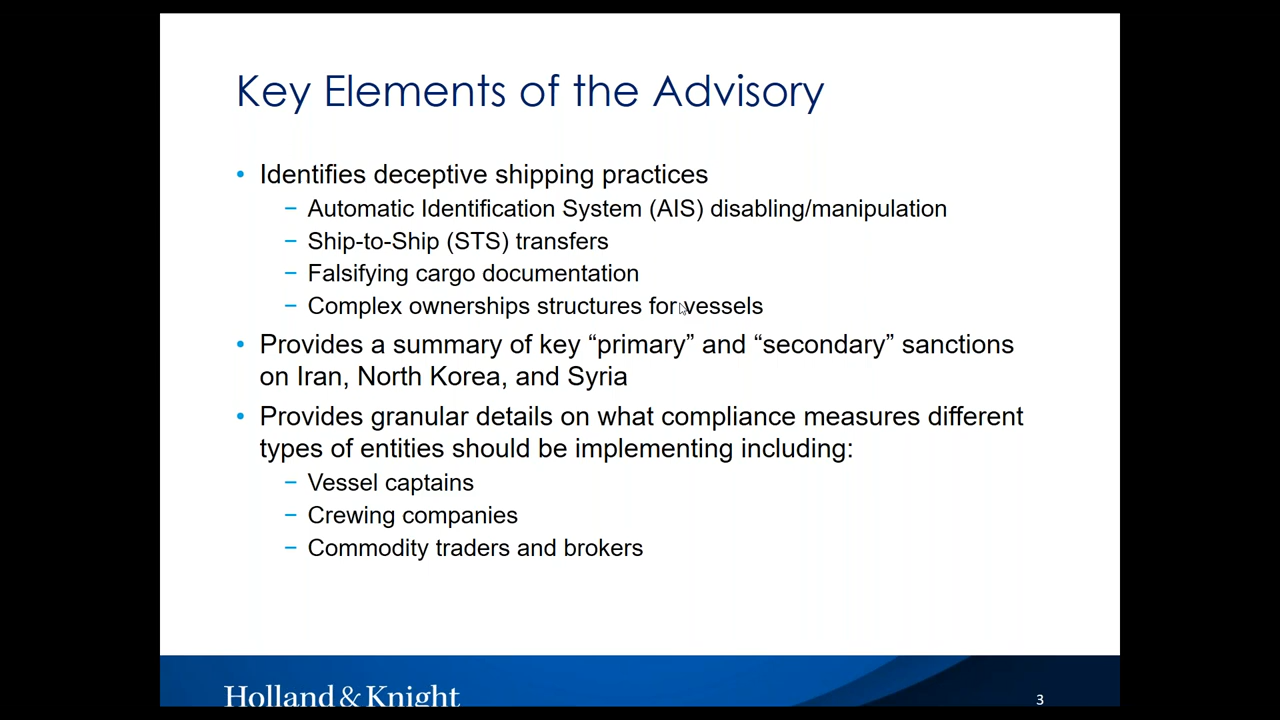 Key Elements of the Advisory
• Identifies deceptive shipping practices
− Automatic Identification System (AIS) disabling/manipulation
− Ship-to-Ship (STS) transfers
− Falsifying cargo documentation
− Complex ownerships structures for vessels
• Provides a summary of key “primary” and “secondary” sanctions
on Iran, North Korea, and Syria
• Provides granular details on what compliance measures different
types of entities should be implementing including:
− Vessel captains
− Crewing companies
− Commodity traders and brokers
Holland & Knight
3